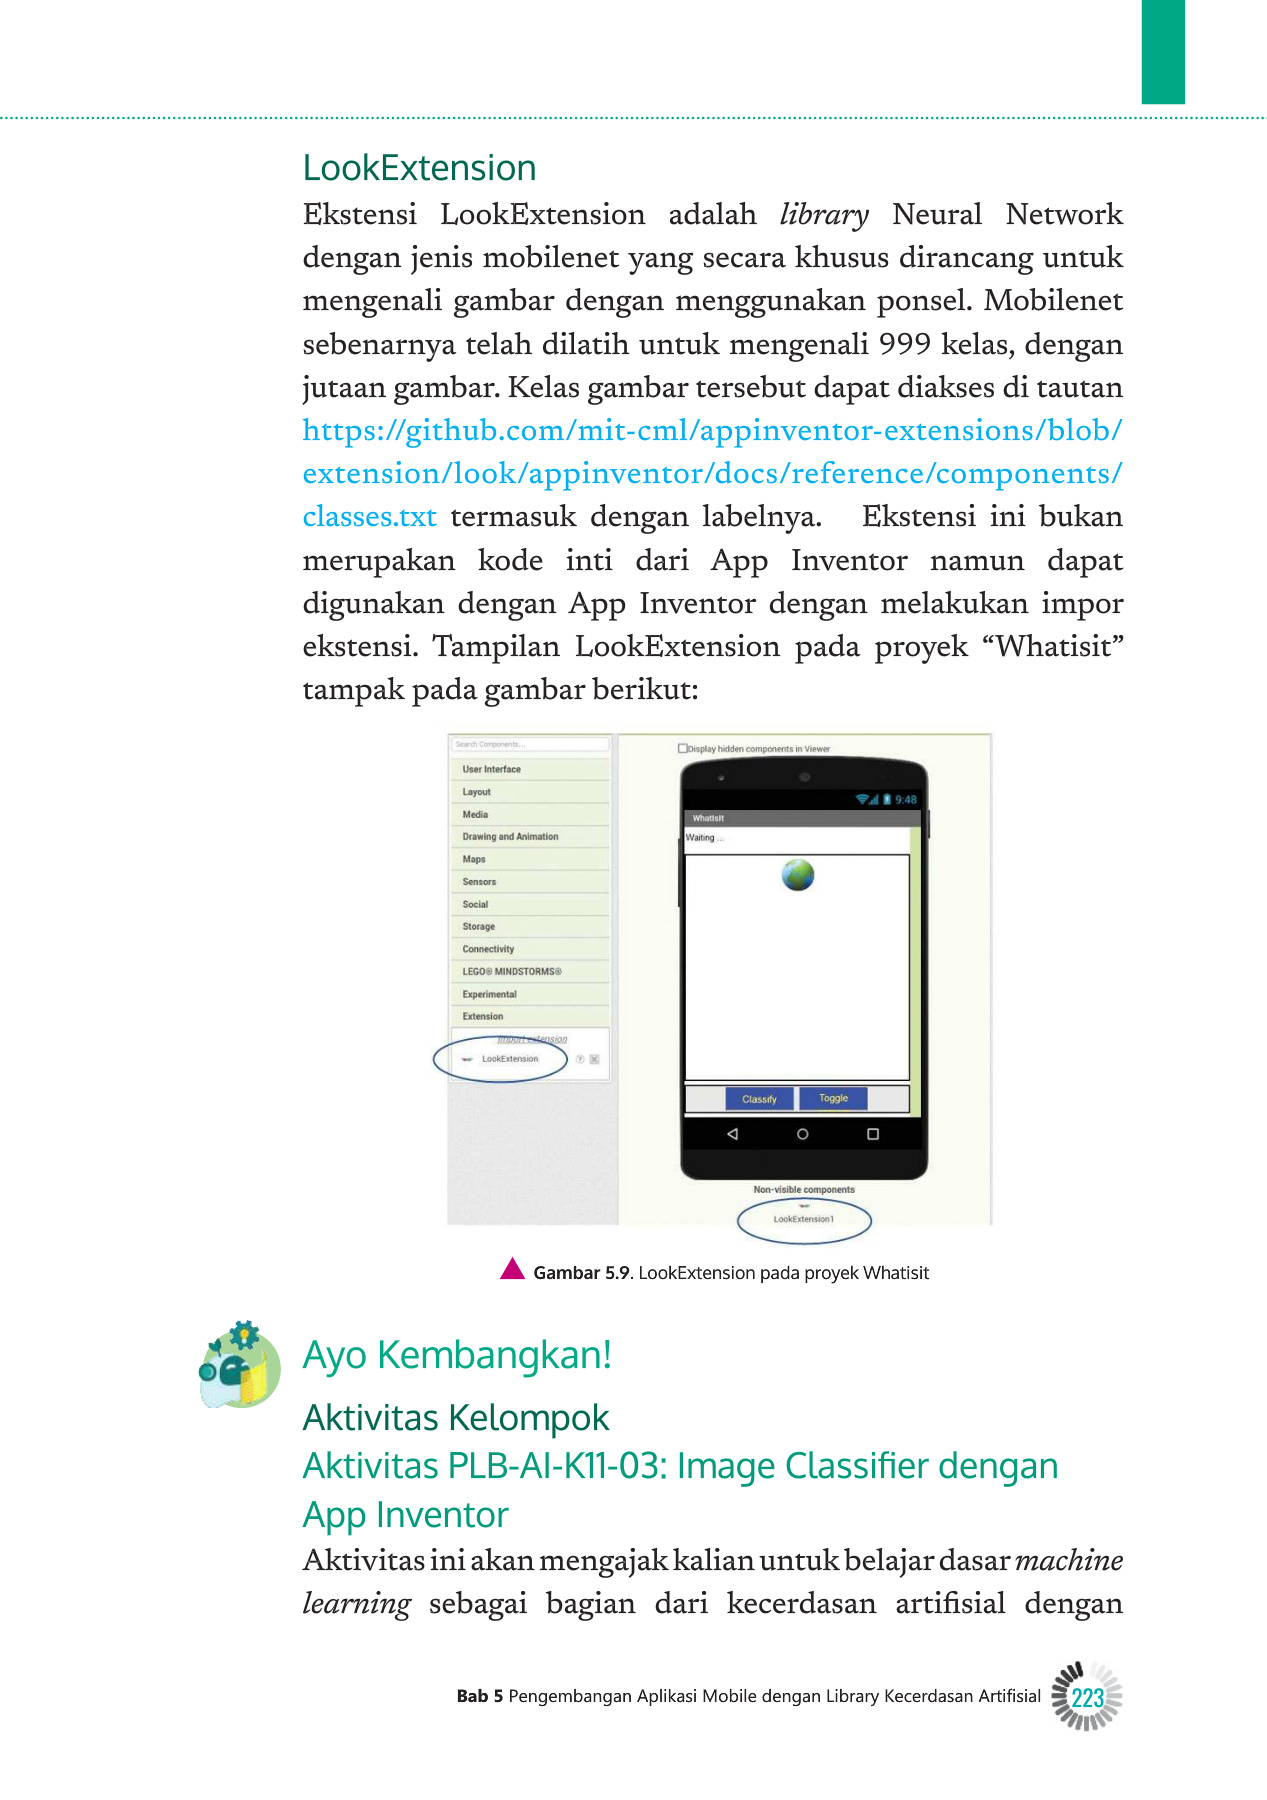 LookExtension
Ekstensi LookExtension adalah library Neural Network
dengan jenis mobilenet yang secara khusus dirancang untuk
mengenali gambar dengan menggunakan ponsel. Mobilenet
sebenarnya telah dilatih untuk mengenali 999 kelas, dengan
jutaan gambar. Kelas gambar tersebut dapat diakses di tautan
https://github.com/mit-cml/appinventor-extensions/blob/
extension/look/appinventor/docs/reference/components/
classes.txt termasuk dengan labelnya. Ekstensi ini bukan
merupakan kode inti dari App Inventor namun dapat
digunakan dengan App Inventor dengan melakukan impor
ekstensi. Tampilan LookExtension pada proyek “Whatisit”
tampak pada gambar berikut:
Search Components...
User Interface
Layout
Media
Drawing and Animation
Maps
Sensors
Social
Storage
Connectivity
LEGO® MINDSTORMS®
Experimental
Extension
Import extension
LookExtension
Display hidden components in Viewer
9:48
WhatIsIt
Waiting ...
Classify Toggle
Non-visible components
LookExtension1
Gambar 5.9. LookExtension pada proyek Whatisit
Ayo Kembangkan!
Aktivitas Kelompok
Aktivitas PLB-AI-K11-03: Image Classifier dengan
App Inventor
Aktivitas ini akan mengajak kalian untuk belajar dasar machine
learning sebagai bagian dari kecerdasan artifisial dengan
Bab 5 Pengembangan Aplikasi Mobile dengan Library Kecerdasan Artifisial 223